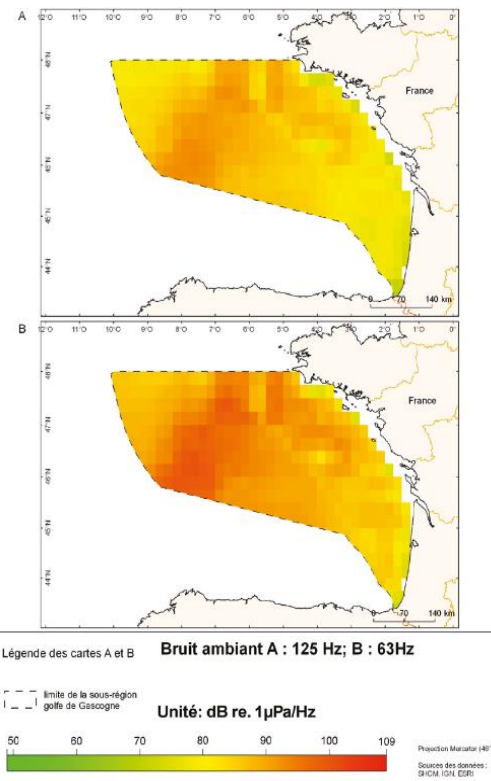 A
12°O 11°O 10°O 9°O 8°O 7°O 6°O 5°O 4°O 3°O 2°O 1°O 0°
48°N
47°N
46°N
45°N
44°N
France
0 70 140 km
B
12°O 11°O 10°O 9°O 8°O 7°O 6°O 5°O 4°O 3°O 2°O 1°O 0°
48°N
47°N
46°N
45°N
44°N
France
0 70 140 km
Légende des cartes A et B
Bruit ambiant A : 125 Hz; B : 63Hz
limite de la sous-région
golfe de Gascogne
Unité: dB re. 1µPa/Hz
50 60 70 80 90 100 109
Projection Mercator (46°
Sources des données :
SHOM, IGN, ESRI